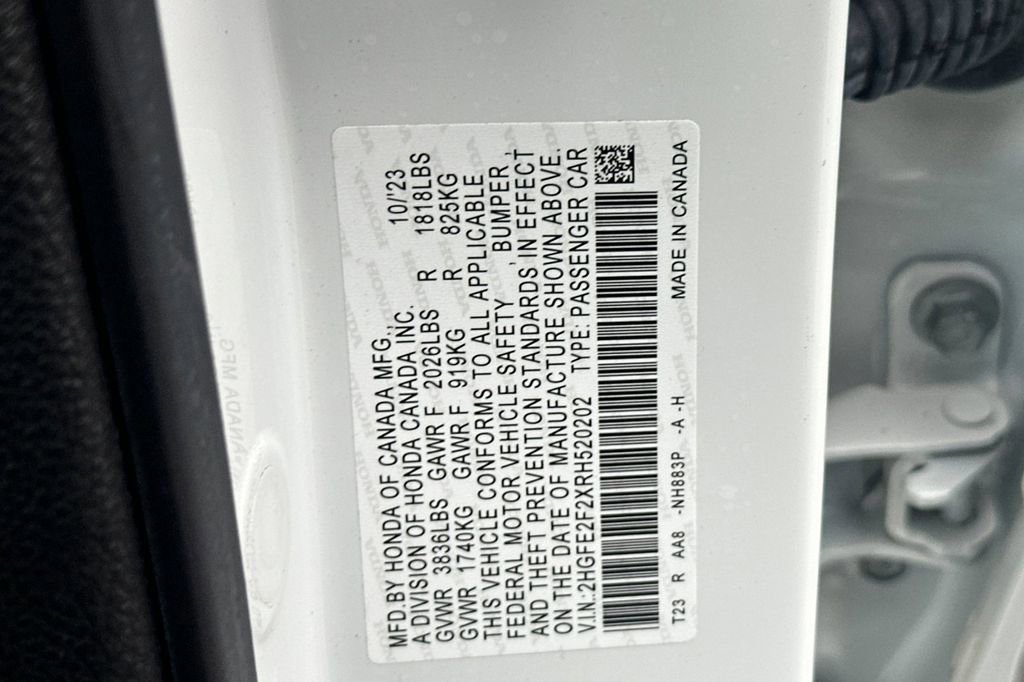 MFD.BY HONDA OF CANADA MFG., 10/'23
A DIVISION OF HONDA CANADA INC.
GVWR 3836LBS GAWR F 2026LBS R 1818LBS
GVWR 1740KG GAWR F 919KG R 825KG
THIS VEHICLE CONFORMS TO ALL APPLICABLE
FEDERAL MOTOR VEHICLE SAFETY , BUMPER ,
AND THEFT PREVENTION STANDARDS IN EFFECT
ON THE DATE OF MANUFACTURE SHOWN ABOVE.
V.I.N.:2HGFE2F2XRH520202 TYPE: PASSENGER CAR
T23 R AA8 -NH883P -A -H MADE IN CANADA